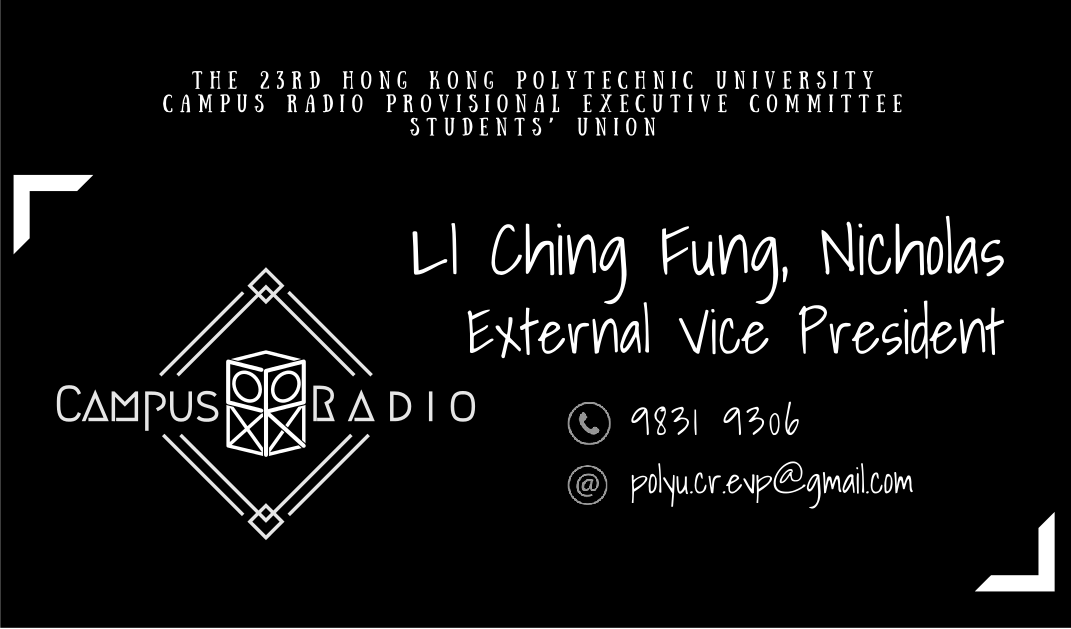 THE 23RD HONG KONG POLYTECHNIC UNIVERSITY
CAMPUS RADIO PROVISIONAL EXECUTIVE COMMITTEE
STUDENTS' UNION
LI Ching Fung, Nicholas
External Vice President
CAMPUS RADIO
9831 9306
@ polyu.cr.evp@gmail.com